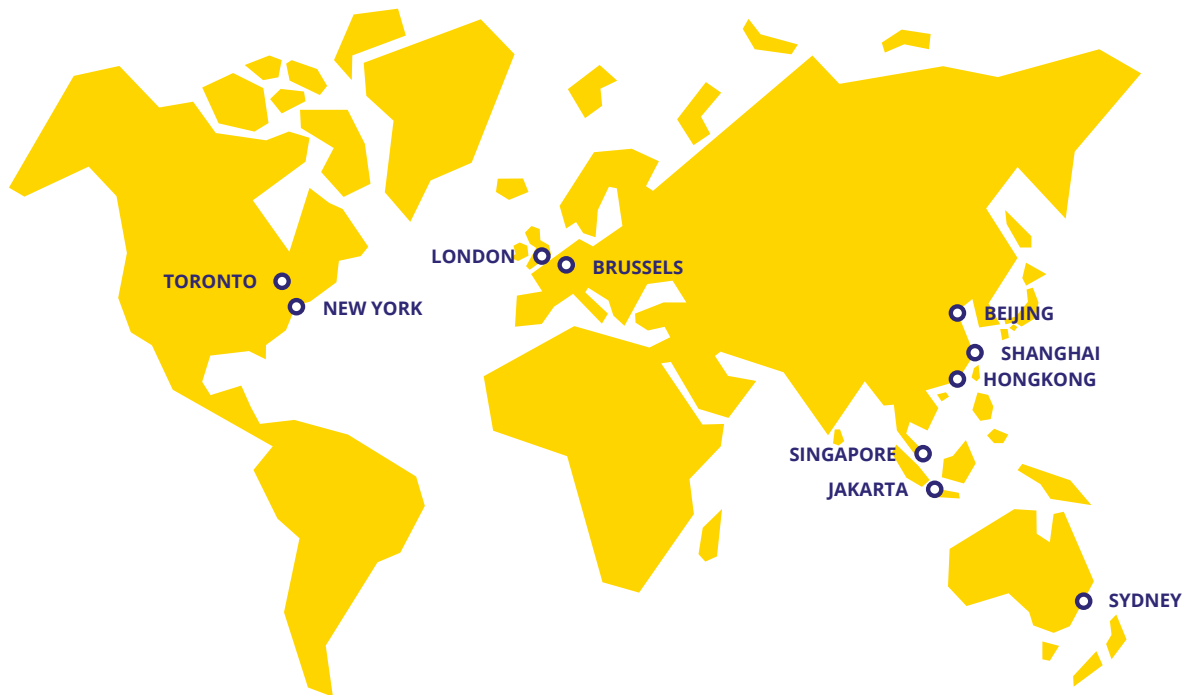 LONDON
BRUSSELS
TORONTO
NEW YORK
BEIJING
SHANGHAI
HONGKONG
SINGAPORE
JAKARTA
SYDNEY